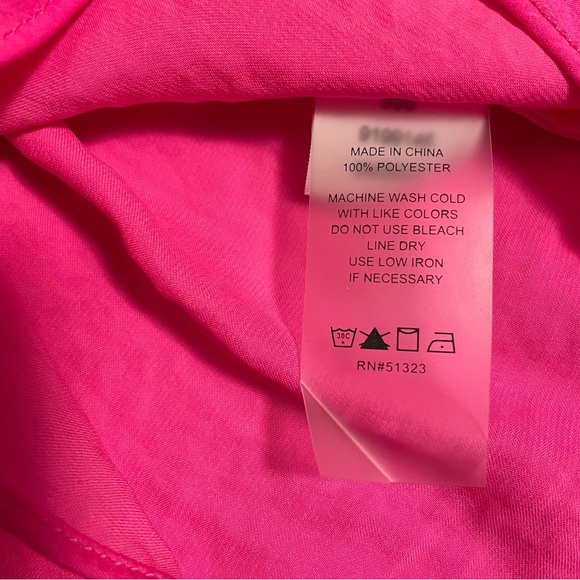 MADE IN CHINA
100% POLYESTER
MACHINE WASH COLD
WITH LIKE COLORS
DO NOT USE BLEACH
LINE DRY
USE LOW IRON
IF NECESSARY
30C
RN#51323